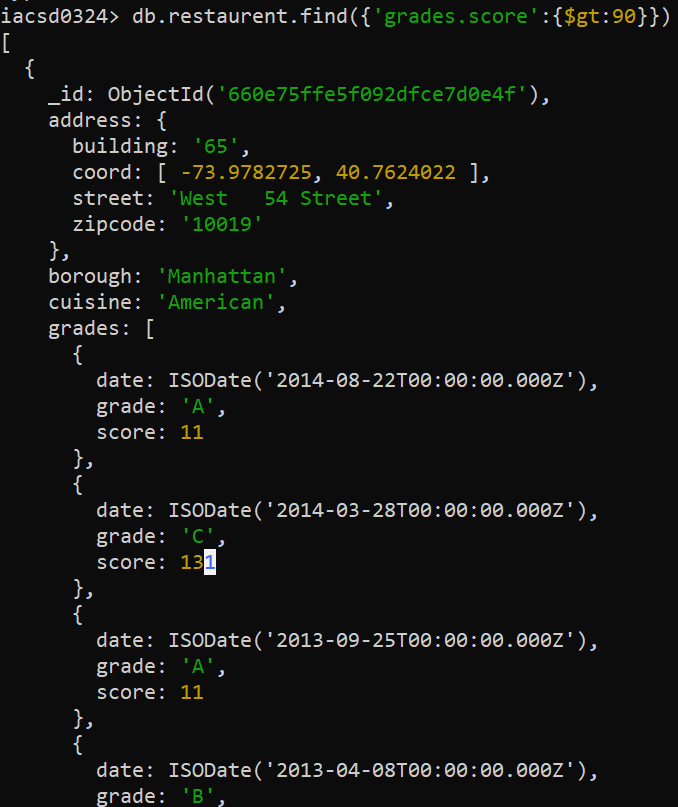 iacsd0324> db.restaurent.find({'grades.score':{$gt:90}})
[
  {
    _id: ObjectId('660e75ffe5f092dfce7d0e4f'),
    address: {
      building: '65',
      coord: [ -73.9782725, 40.7624022 ],
      street: 'West   54 Street',
      zipcode: '10019'
    },
    borough: 'Manhattan',
    cuisine: 'American',
    grades: [
      {
        date: ISODate('2014-08-22T00:00:00.000Z'),
        grade: 'A',
        score: 11
      },
      {
        date: ISODate('2014-03-28T00:00:00.000Z'),
        grade: 'C',
        score: 131
      },
      {
        date: ISODate('2013-09-25T00:00:00.000Z'),
        grade: 'A',
        score: 11
      },
      {
        date: ISODate('2013-04-08T00:00:00.000Z'),
        grade: 'B',